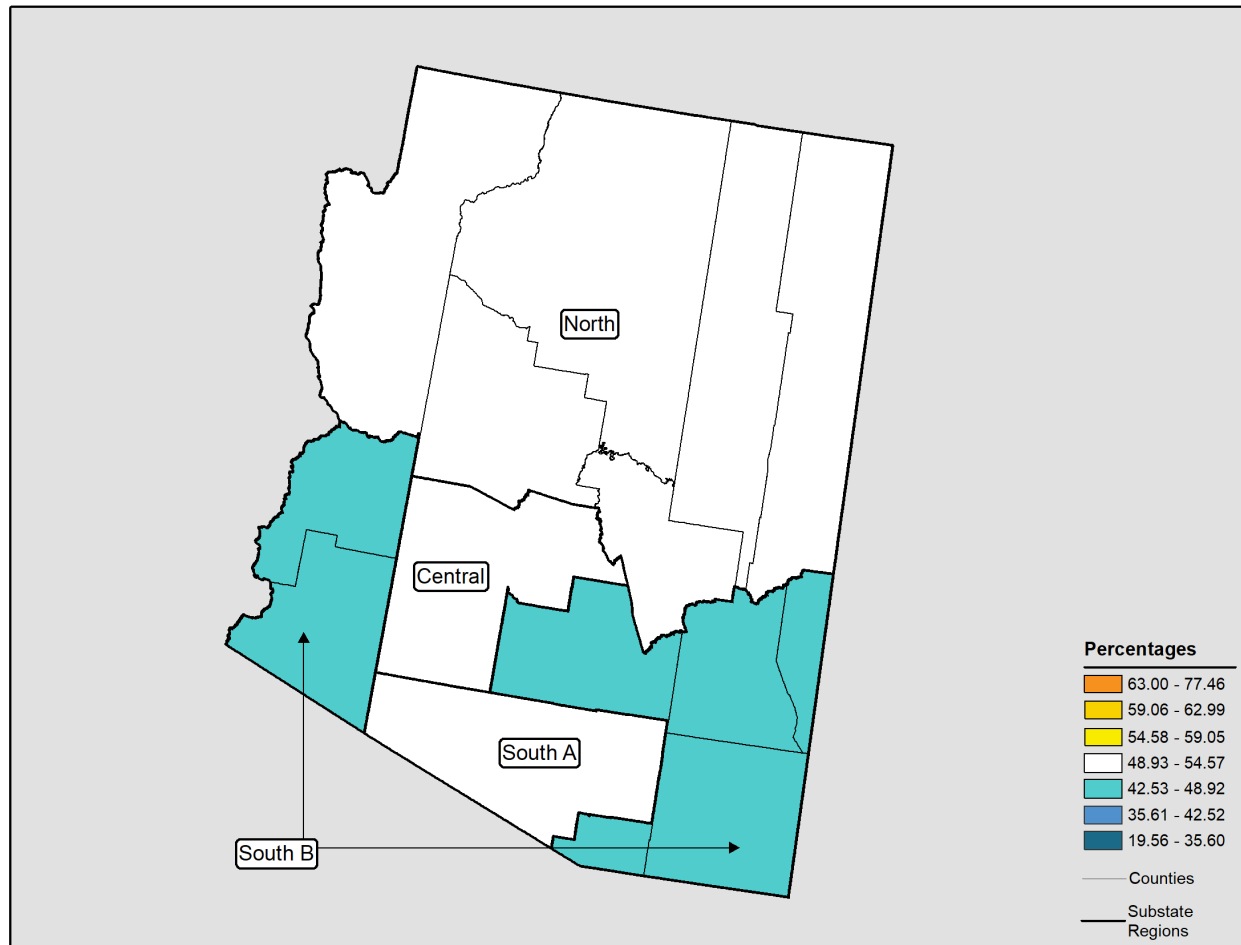 North
Central
South A
South B
Percentages
63.00 - 77.46
59.06 - 62.99
54.58 - 59.05
48.93 - 54.57
42.53 - 48.92
35.61 - 42.52
19.56 - 35.60
Counties
Substate
Regions